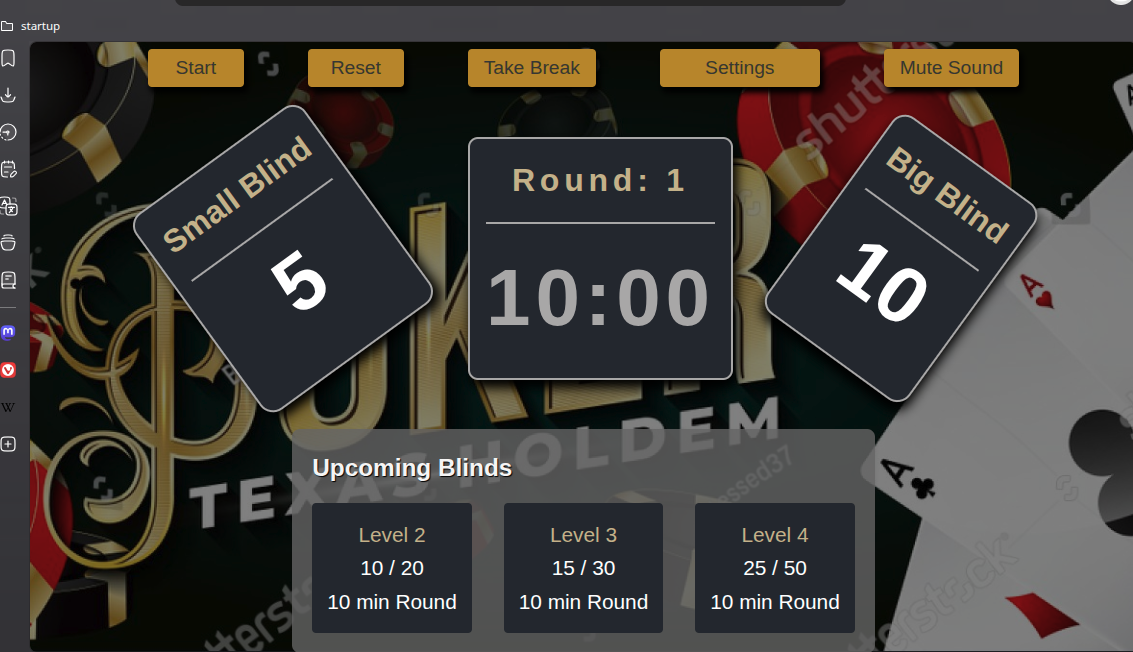 startup
Start
Reset
Take Break
Settings
Mute Sound
Small Blind
5
Round: 1
10:00
Big Blind
10
A
A
POKER
TEXAS HOLDEM
Upcoming Blinds
Level 2
10 / 20
10 min Round
Level 3
15 / 30
10 min Round
Level 4
25 / 50
10 min Round
W